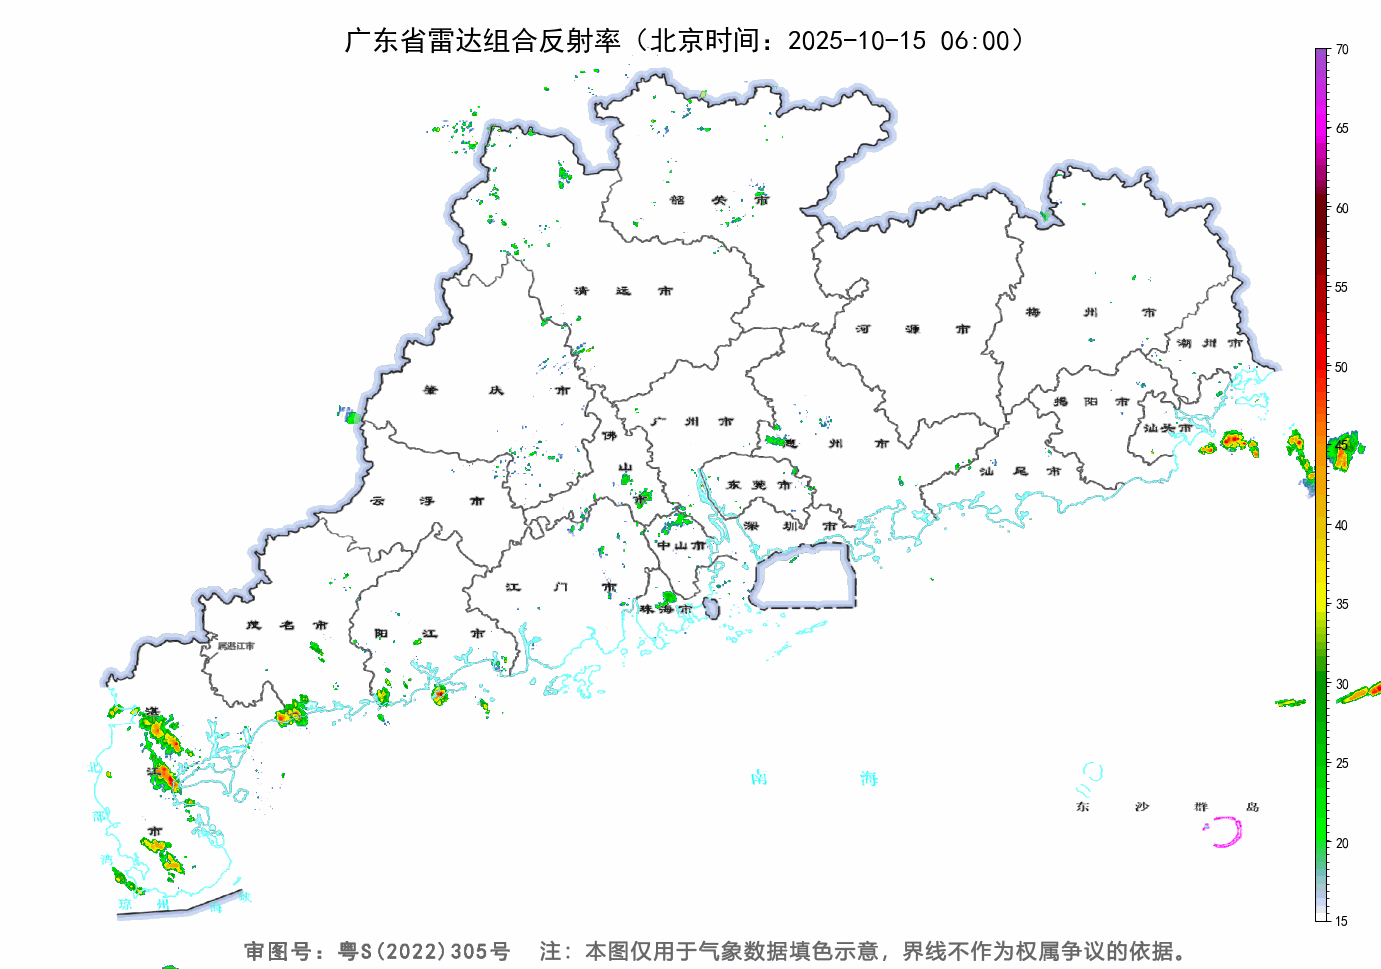 广东省雷达组合反射率（北京时间：2025-10-15 06:00）
70
65
60
55
50
45
40
35
30
25
20
15
韶关市
清远市
河源市
梅州市
潮州市
肇庆市
广州市
佛山市
惠州市
揭阳市
汕头市
汕尾市
云浮市
东莞市
深圳市
中山市
江门市
珠海市
茂名市
阳江市
属湛江市
湛江市
北部湾
南海
东沙群岛
琼州海峡
审图号：粤S(2022)305号 注：本图仅用于气象数据填色示意，界线不作为权属争议的依据。